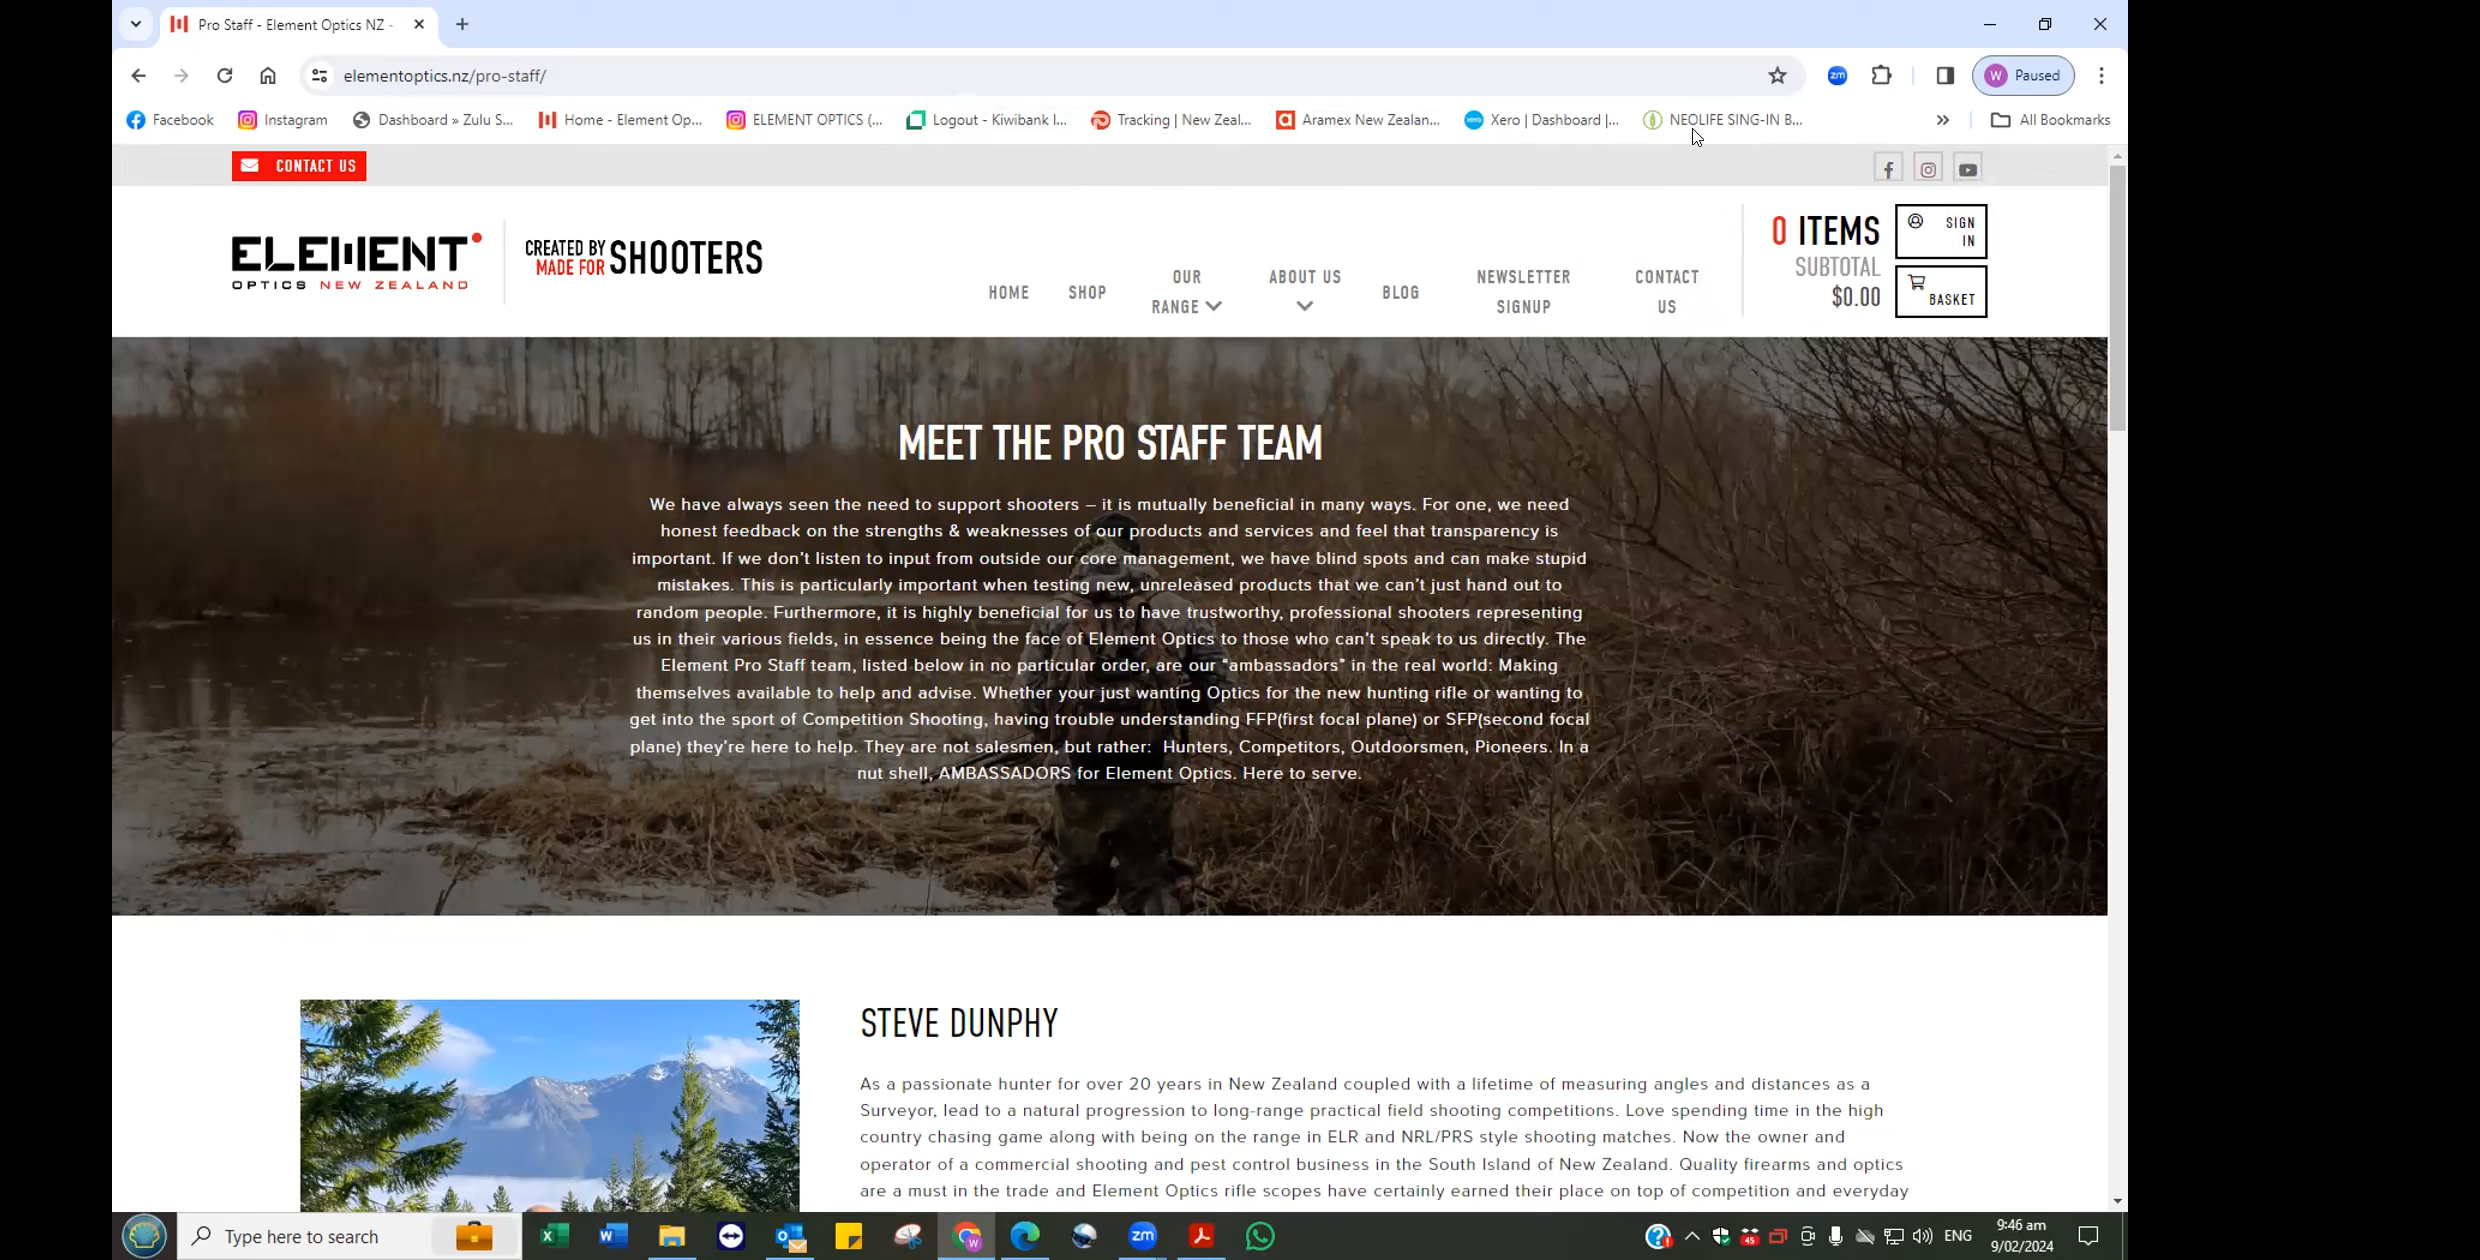 Pro Staff - Element Optics NZ -
elementoptics.nz/pro-staff/
W Paused
Facebook Instagram Dashboard » Zulu S... Home - Element Op... ELEMENT OPTICS (... Logout - Kiwibank I... Tracking | New Zeal... Aramex New Zealan... Xero | Dashboard |... NEOLIFE SING-IN B... » All Bookmarks
CONTACT US
ELEMENT
OPTICS NEW ZEALAND
CREATED BY
MADE FOR SHOOTERS
HOME
SHOP
OUR
RANGE
ABOUT US
BLOG
NEWSLETTER
SIGNUP
CONTACT
US
0 ITEMS
SUBTOTAL
$0.00
SIGN
IN
BASKET
MEET THE PRO STAFF TEAM
We have always seen the need to support shooters – it is mutually beneficial in many ways. For one, we need
honest feedback on the strengths & weaknesses of our products and services and feel that transparency is
important. If we don't listen to input from outside our core management, we have blind spots and can make stupid
mistakes. This is particularly important when testing new, unreleased products that we can't just hand out to
random people. Furthermore, it is highly beneficial for us to have trustworthy, professional shooters representing
us in their various fields, in essence being the face of Element Optics to those who can't speak to us directly. The
Element Pro Staff team, listed below in no particular order, are our "ambassadors" in the real world: Making
themselves available to help and advise. Whether your just wanting Optics for the new hunting rifle or wanting to
get into the sport of Competition Shooting, having trouble understanding FFP(first focal plane) or SFP(second focal
plane) they're here to help. They are not salesmen, but rather: Hunters, Competitors, Outdoorsmen, Pioneers. In a
nut shell, AMBASSADORS for Element Optics. Here to serve.
STEVE DUNPHY
As a passionate hunter for over 20 years in New Zealand coupled with a lifetime of measuring angles and distances as a
Surveyor, lead to a natural progression to long-range practical field shooting competitions. Love spending time in the high
country chasing game along with being on the range in ELR and NRL/PRS style shooting matches. Now the owner and
operator of a commercial shooting and pest control business in the South Island of New Zealand. Quality firearms and optics
are a must in the trade and Element Optics rifle scopes have certainly earned their place on top of competition and everyday
Type here to search
ENG
9:46 am
9/02/2024